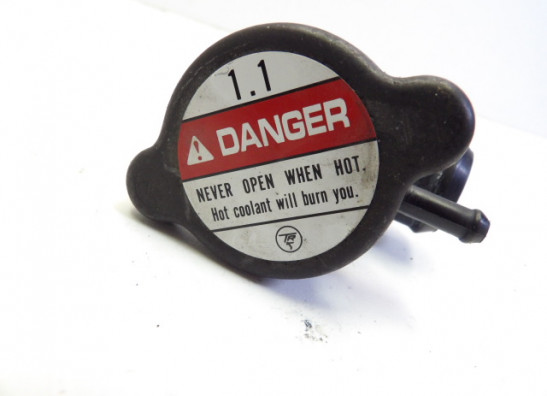 1.1
DANGER
NEVER OPEN WHEN HOT.
Hot coolant will burn you.